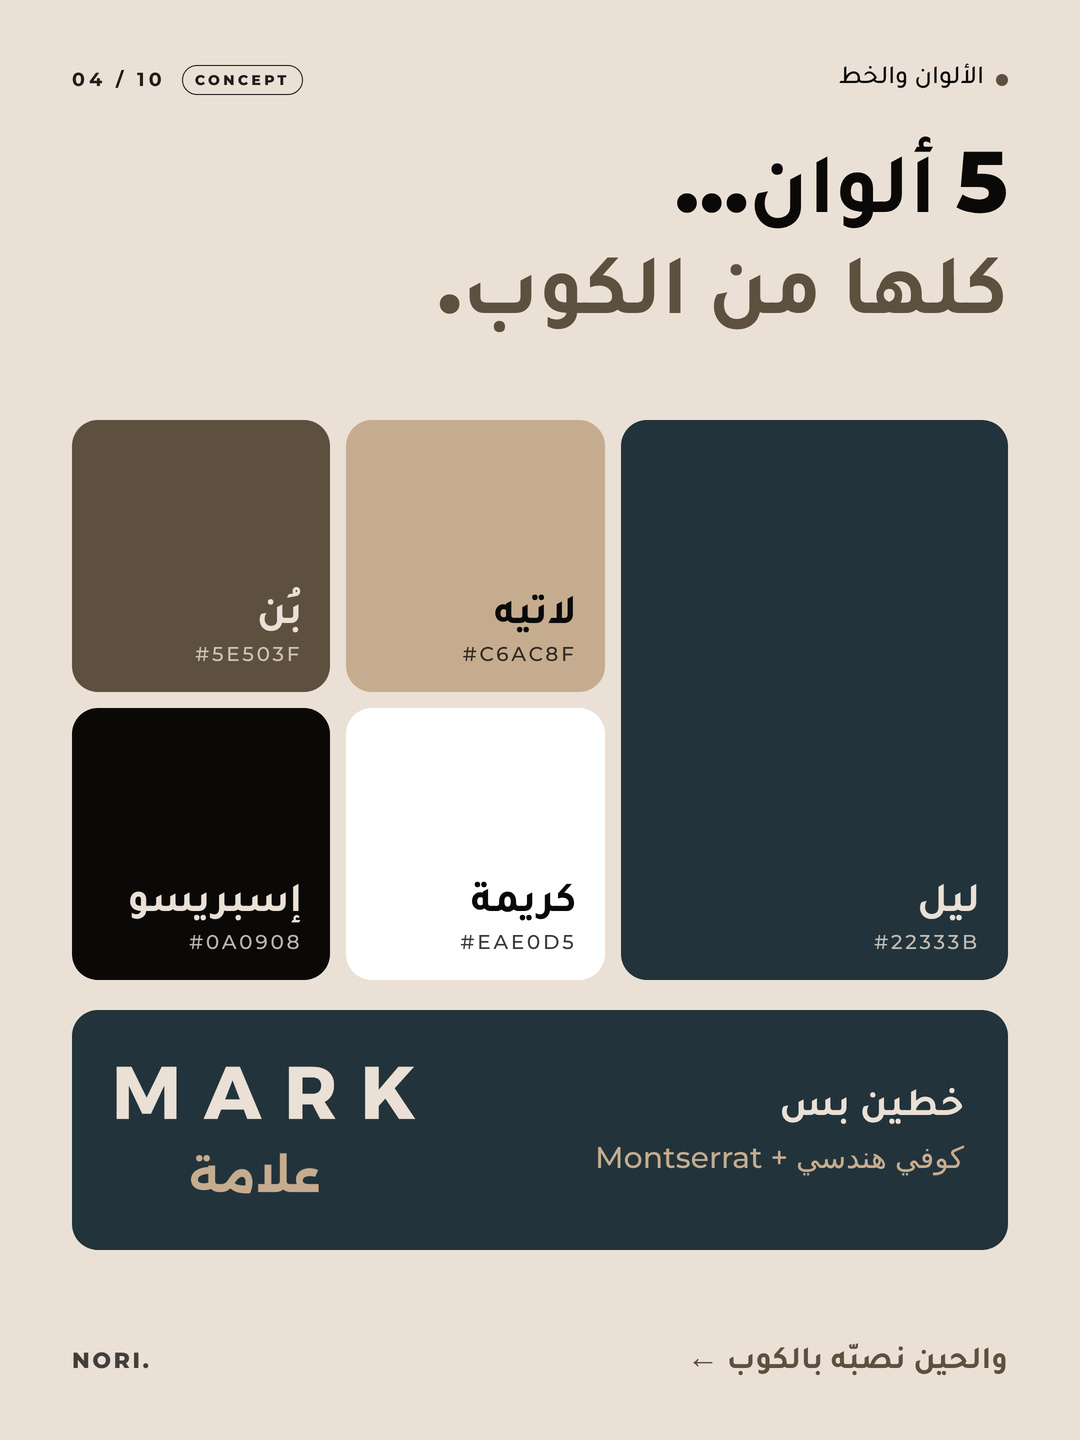 الألوان والخط
04 / 10 CONCEPT
5 ألوان...
كلها من الكوب.
ليل
#22333B
لاتيه
#C6AC8F
بُن
#5E503F
كريمة
#EAE0D5
إسبريسو
#0A0908
خطين بس
كوفي هندسي + Montserrat
MARK
علامة
والحين نصبّه بالكوب ←
NORI.